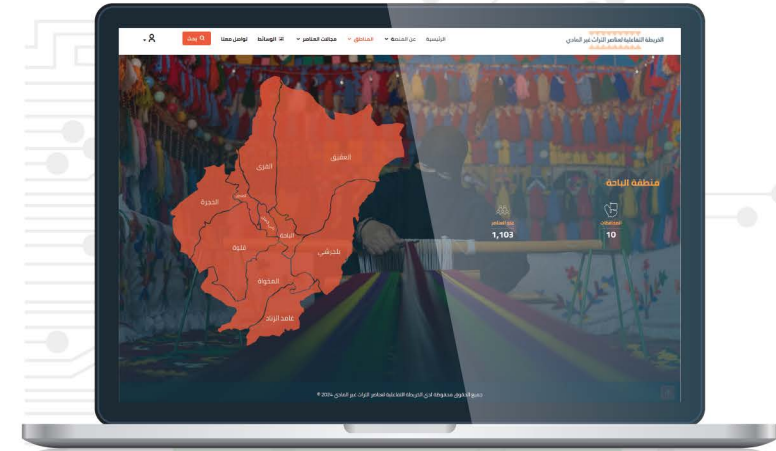 الخريطة التفاعلية لعناصر التراث غير المادي
الرئيسية
عن المنصة
المناطق
مجالات العناصر
الوسائط
تواصل معنا
بحث
منطقة الباحة
المحافظات
10
عدد العناصر
1,103
العقيق
القرى
الحجرة
الباحة
قلوة
بلجرشي
المخواة
غامد الزناد
جميع الحقوق محفوظة لدى الخريطة التفاعلية لعناصر التراث غير المادي 2024 ©